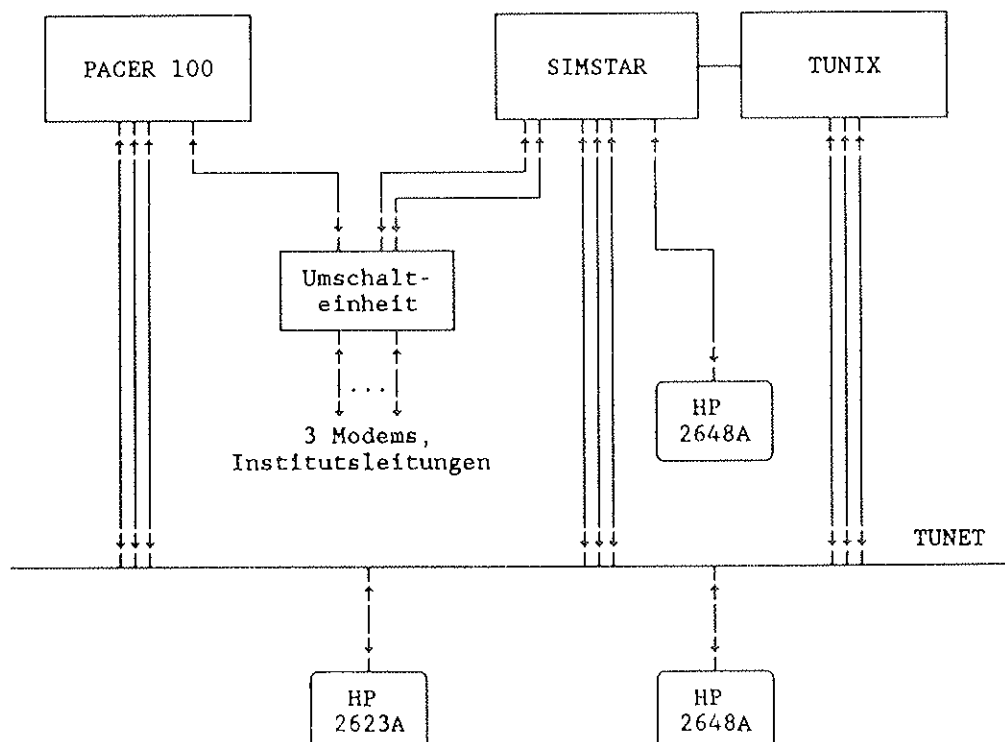 PACER 100
SIMSTAR
TUNIX
Umschalt-
einheit
...
3 Modems,
Institutsleitungen
HP
2648A
TUNET
HP
2623A
HP
2648A